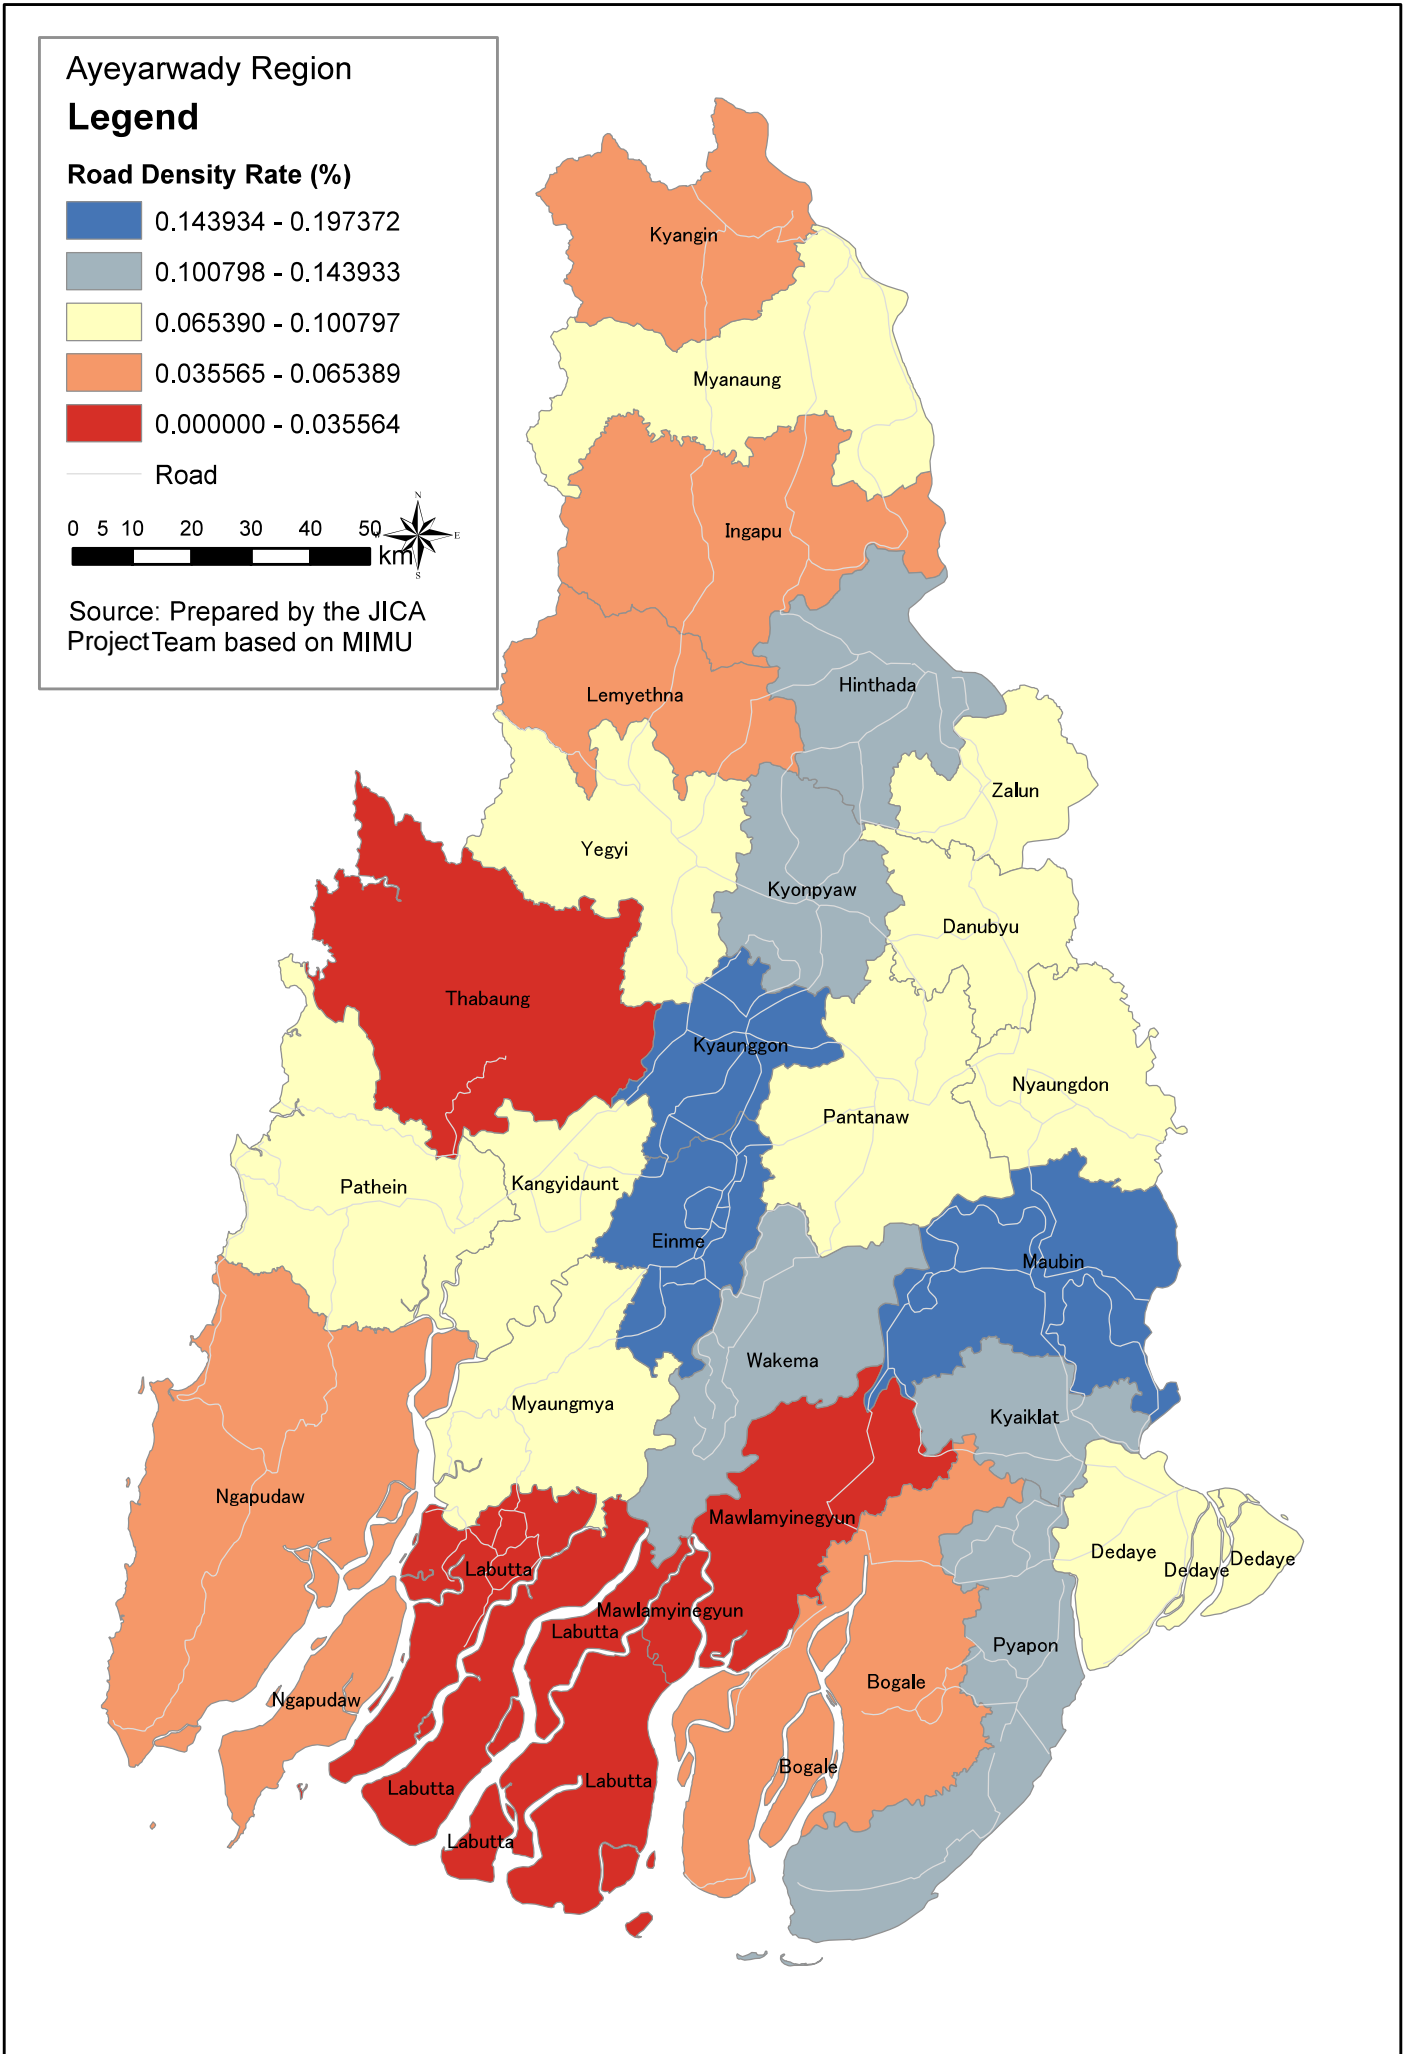 Ayeyarwady Region
Legend
Road Density Rate (%)
0.143934 - 0.197372
0.100798 - 0.143933
0.065390 - 0.100797
0.035565 - 0.065389
0.000000 - 0.035564
Road
0 5 10 20 30 40 50
km
N
W E
S
Source: Prepared by the JICA
Project Team based on MIMU
Kyangin
Myanaung
Ingapu
Hinthada
Lemyethna
Zalun
Yegyi
Kyonpyaw
Danubyu
Thabaung
Kyaunggon
Nyaungdon
Pantanaw
Kangyidaunt
Pathein
Einme
Maubin
Wakema
Myaungmya
Kyaiklat
Ngapudaw
Mawlamyinegyun
Dedaye
Dedaye
Dedaye
Labutta
Mawlamyinegyun
Labutta
Pyapon
Bogale
Ngapudaw
Bogale
Labutta
Labutta
Labutta